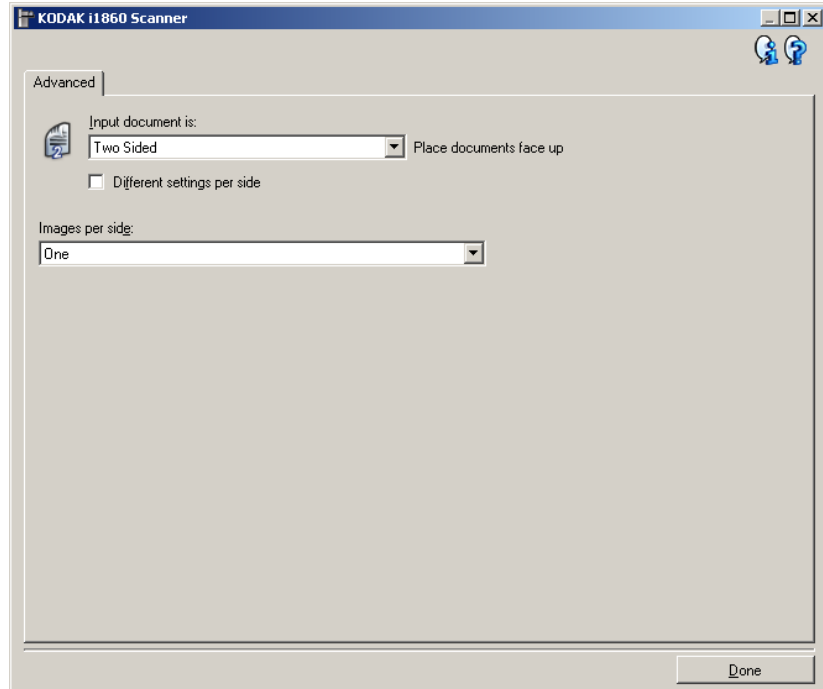 KODAK i1860 Scanner
Advanced
Input document is:
Two Sided Place documents face up
Different settings per side
Images per side:
One
Done